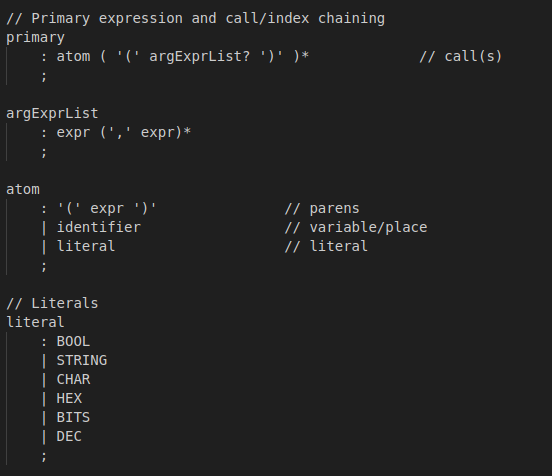 // Primary expression and call/index chaining
primary
    : atom ( '(' argExprList? ')' )*             // call(s)
    ;

argExprList
    : expr (',' expr)*
    ;

atom
    : '(' expr ')'               // parens
    | identifier                 // variable/place
    | literal                    // literal
    ;

// Literals
literal
    : BOOL
    | STRING
    | CHAR
    | HEX
    | BITS
    | DEC
    ;